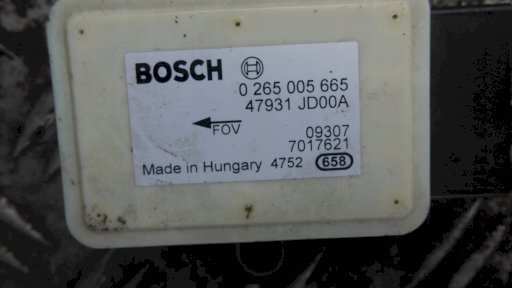 BOSCH
0 265 005 665
47931 JD00A
FOV
09307
7017621
Made in Hungary 4752 658